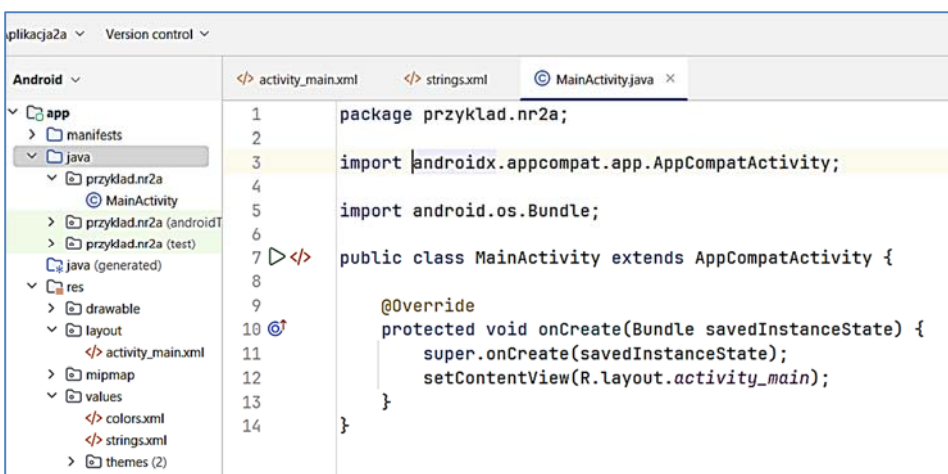 plikacja2a Version control
Android
app
manifests
java
przyklad.nr2a
MainActivity
przyklad.nr2a (androidT
przyklad.nr2a (test)
java (generated)
res
drawable
layout
</> activity_main.xml
mipmap
values
</> colors.xml
</> strings.xml
themes (2)
</> activity_main.xml </> strings.xml © MainActivity.java ×
1 package przyklad.nr2a;
2
3 import androidx.appcompat.app.AppCompatActivity;
4
5 import android.os.Bundle;
6
7 </> public class MainActivity extends AppCompatActivity {
8
9 @Override
10 protected void onCreate(Bundle savedInstanceState) {
11 super.onCreate(savedInstanceState);
12 setContentView(R.layout.activity_main);
13 }
14 }